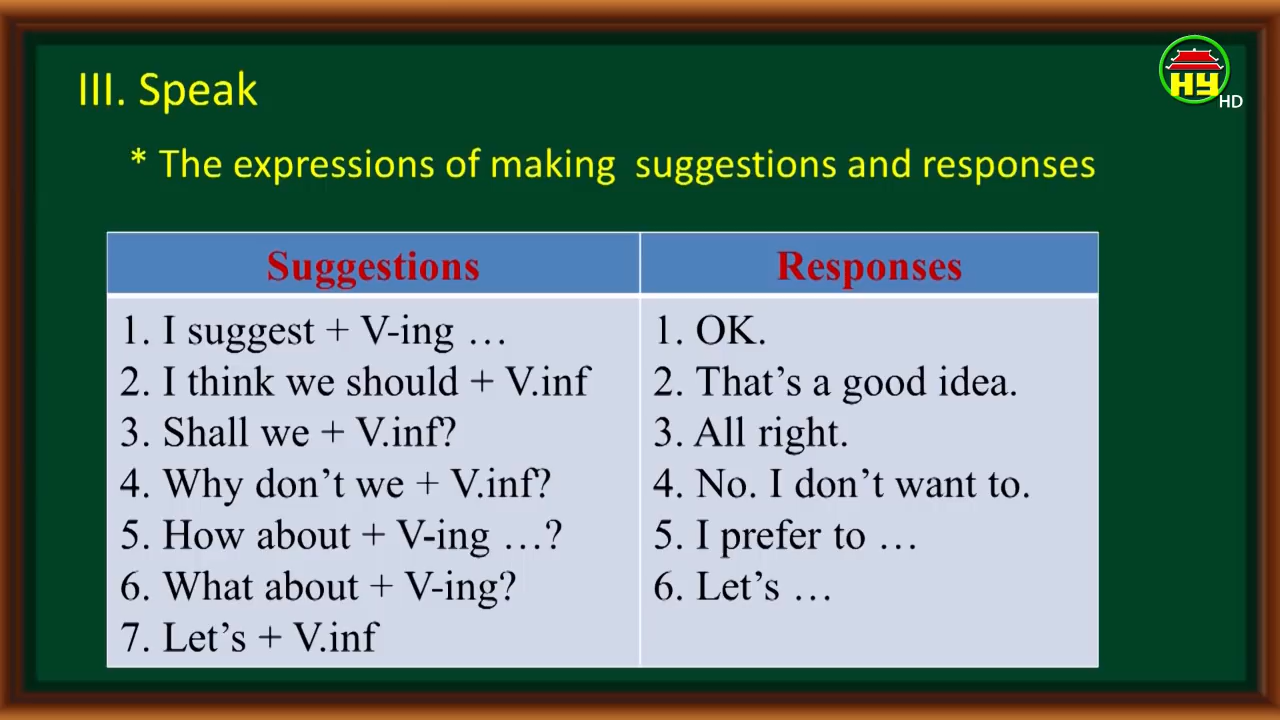 III. Speak
HY
HD
* The expressions of making suggestions and responses
Suggestions
Responses
1. I suggest + V-ing …
2. I think we should + V.inf
3. Shall we + V.inf?
4. Why don’t we + V.inf?
5. How about + V-ing …?
6. What about + V-ing?
7. Let’s + V.inf
1. OK.
2. That’s a good idea.
3. All right.
4. No. I don’t want to.
5. I prefer to …
6. Let’s …